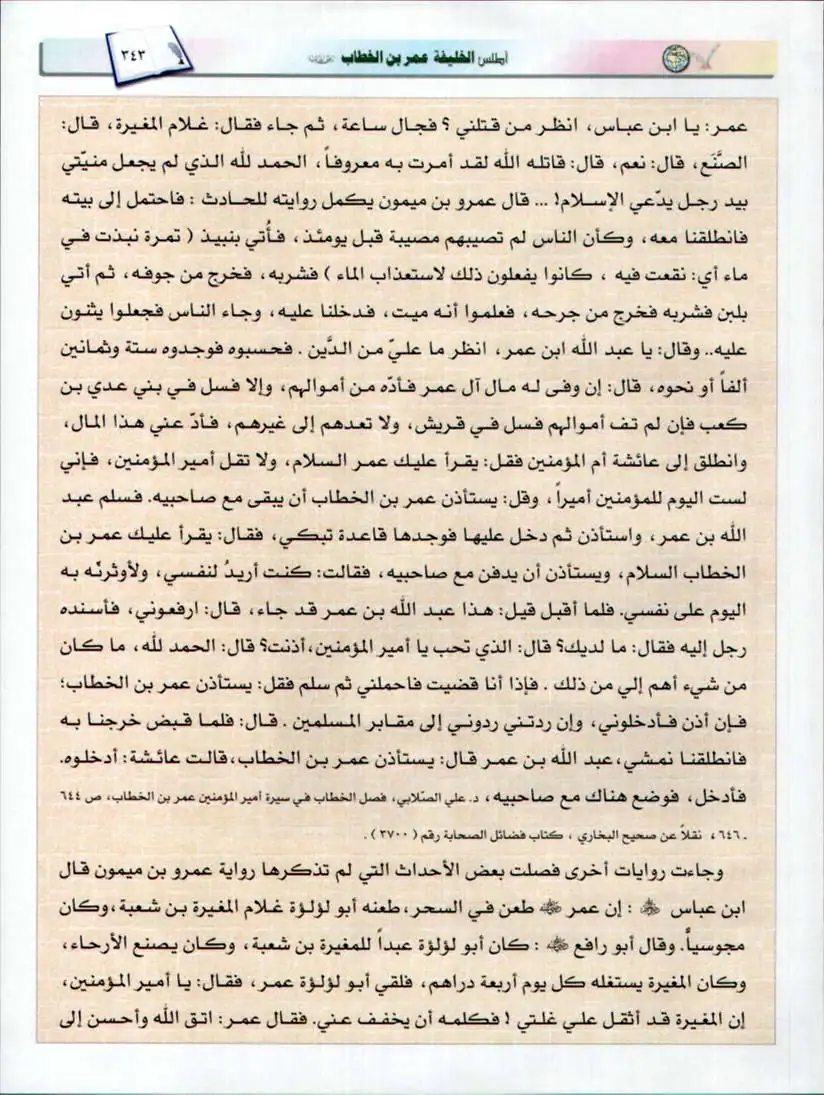 ٣٤٣
أطلس الخليفة عمر بن الخطاب
عمر: يا ابن عباس، انظر من قتلني ؟ فجال ساعة، ثم جاء فقال: غلام المغيرة، قال:
الصَّنَع، قال: نعم، قال: قاتله الله لقد أمرت به معروفاً، الحمد لله الذي لم يجعل منيّتي
بيد رجل يدّعي الإسلام! ... قال عمرو بن ميمون يكمل روايته للحادث : فاحتمل إلى بيته
فانطلقنا معه، وكأن الناس لم تصيبهم مصيبة قبل يومئذ، فأُتي بنبيذ ( تمرة نبذت في
ماء أي: نقعت فيه ، كانوا يفعلون ذلك لاستعذاب الماء ) فشربه، فخرج من جوفه، ثم أتي
بلبن فشربه فخرج من جرحه، فعلموا أنه ميت، فدخلنا عليه، وجاء الناس فجعلوا يثنون
عليه.. وقال: يا عبد الله ابن عمر، انظر ما عليّ من الدَّين . فحسبوه فوجدوه ستة وثمانين
ألفاً أو نحوه، قال: إن وفى له مال آل عمر فأدّه من أموالهم، وإلا فسل في بني عدي بن
كعب فإن لم تف أموالهم فسل في قريش، ولا تعدهم إلى غيرهم، فأدّ عني هذا المال،
وانطلق إلى عائشة أم المؤمنين فقل: يقرأ عليك عمر السلام، ولا تقل أمير المؤمنين، فإني
لست اليوم للمؤمنين أميراً، وقل: يستأذن عمر بن الخطاب أن يبقى مع صاحبيه. فسلم عبد
الله بن عمر، واستأذن ثم دخل عليها فوجدها قاعدة تبكي، فقال: يقرأ عليك عمر بن
الخطاب السلام، ويستأذن أن يدفن مع صاحبيه، فقالت: كنت أريدُ لنفسي، ولأوثرنّه به
اليوم على نفسي. فلما أقبل قيل: هذا عبد الله بن عمر قد جاء، قال: ارفعوني، فأسنده
رجل إليه فقال: ما لديك؟ قال: الذي تحب يا أمير المؤمنين،أذنت؟ قال: الحمد لله، ما كان
من شيء أهم إلي من ذلك . فإذا أنا قضيت فاحملني ثم سلم فقل: يستأذن عمر بن الخطاب؛
فإن أذن فأدخلوني، وإن ردتني ردوني إلى مقابر المسلمين . قال: فلما قبض خرجنا به
فانطلقنا نمشي،عبد الله بن عمر قال: يستأذن عمر بن الخطاب،قالت عائشة: أدخلوه.
فأدخل، فوضع هناك مع صاحبيه، د. علي الصّلابي، فصل الخطاب في سيرة أمير المؤمنين عمر بن الخطاب، ص ٦٤٤
ـ ٦٤٦ ، نقلاً عن صحيح البخاري ، كتاب فضائل الصحابة رقم ( ٣٧٠٠ ) .
وجاءت روايات أخرى فصلت بعض الأحداث التي لم تذكرها رواية عمرو بن ميمون قال
ابن عباس ﷺ : إن عمر ﷺ طعن في السحر،طعنه أبو لؤلؤة غلام المغيرة بن شعبة،وكان
مجوسياً. وقال أبو رافع ﷺ : كان أبو لؤلؤة عبداً للمغيرة بن شعبة، وكان يصنع الأرحاء،
وكان المغيرة يستغله كل يوم أربعة دراهم، فلقي أبو لؤلؤة عمر، فقال: يا أمير المؤمنين،
إن المغيرة قد أثقل علي غلتي ! فكلمه أن يخفف عني. فقال عمر: اتق الله وأحسن إلى